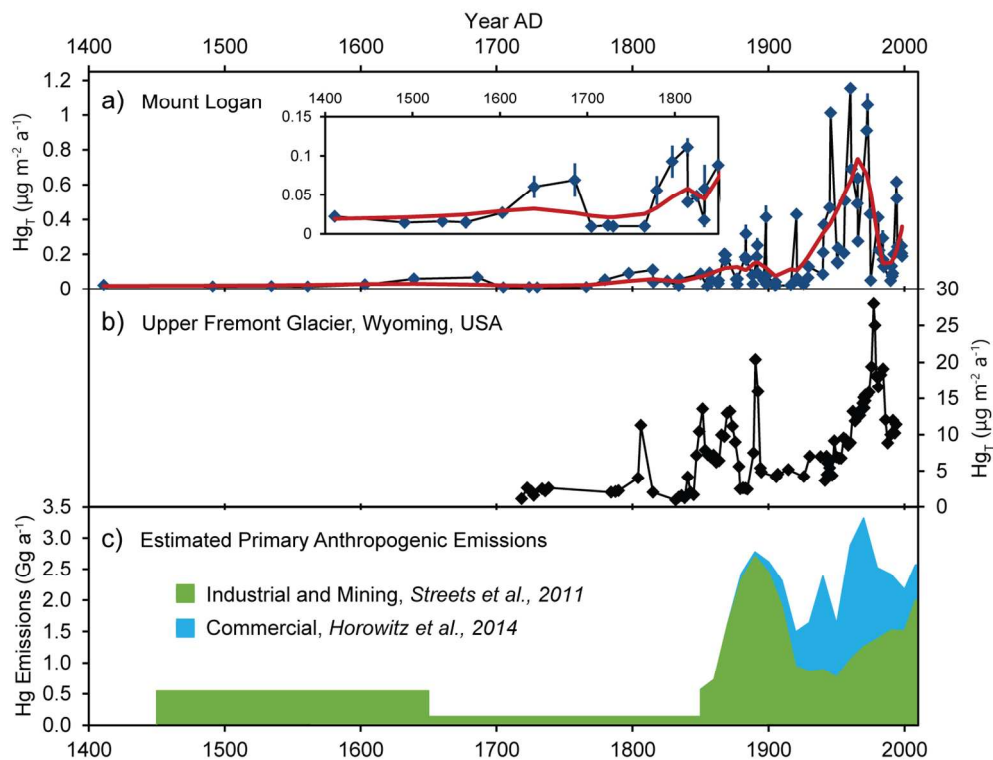 Year AD
1400 1500 1600 1700 1800 1900 2000
1.2
1
0.8
0.6
0.4
0.2
0
Hg_T (µg m⁻² a⁻¹)
a) Mount Logan
1400 1500 1600 1700 1800
0.15
0.1
0.05
0
b) Upper Fremont Glacier, Wyoming, USA
30
25
20
15
10
5
0
Hg_T (µg m⁻² a⁻¹)
3.5
3.0
2.5
2.0
1.5
1.0
0.5
0.0
Hg Emissions (Gg a⁻¹)
c) Estimated Primary Anthropogenic Emissions
Industrial and Mining, Streets et al., 2011
Commercial, Horowitz et al., 2014
1400 1500 1600 1700 1800 1900 2000